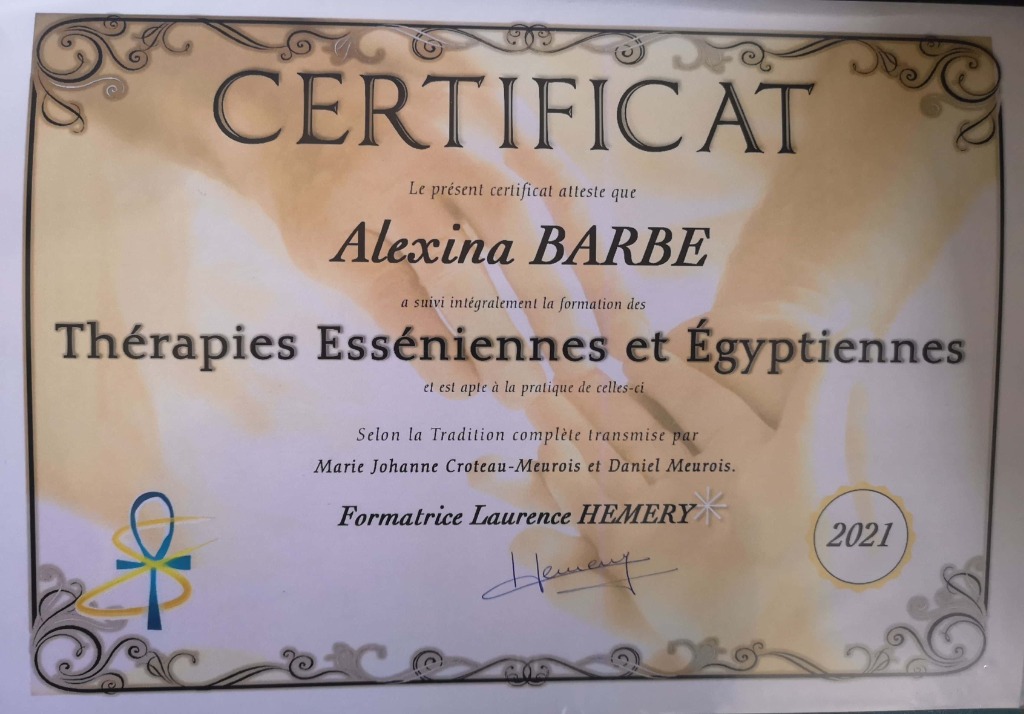 CERTIFICAT
Le présent certificat atteste que
Alexina BARBE
a suivi intégralement la formation des
Thérapies Esséniennes et Égyptiennes
et est apte à la pratique de celles-ci
Selon la Tradition complète transmise par
Marie Johanne Croteau-Meurois et Daniel Meurois.
Formatrice Laurence HEMERY
Hemery
2021